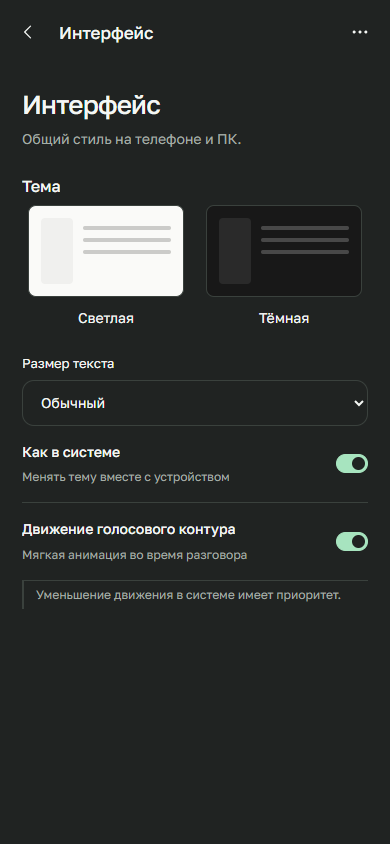 Интерфейс
Интерфейс
Общий стиль на телефоне и ПК.
Тема
Светлая
Тёмная
Размер текста
Обычный
Как в системе
Менять тему вместе с устройством
Движение голосового контура
Мягкая анимация во время разговора
Уменьшение движения в системе имеет приоритет.